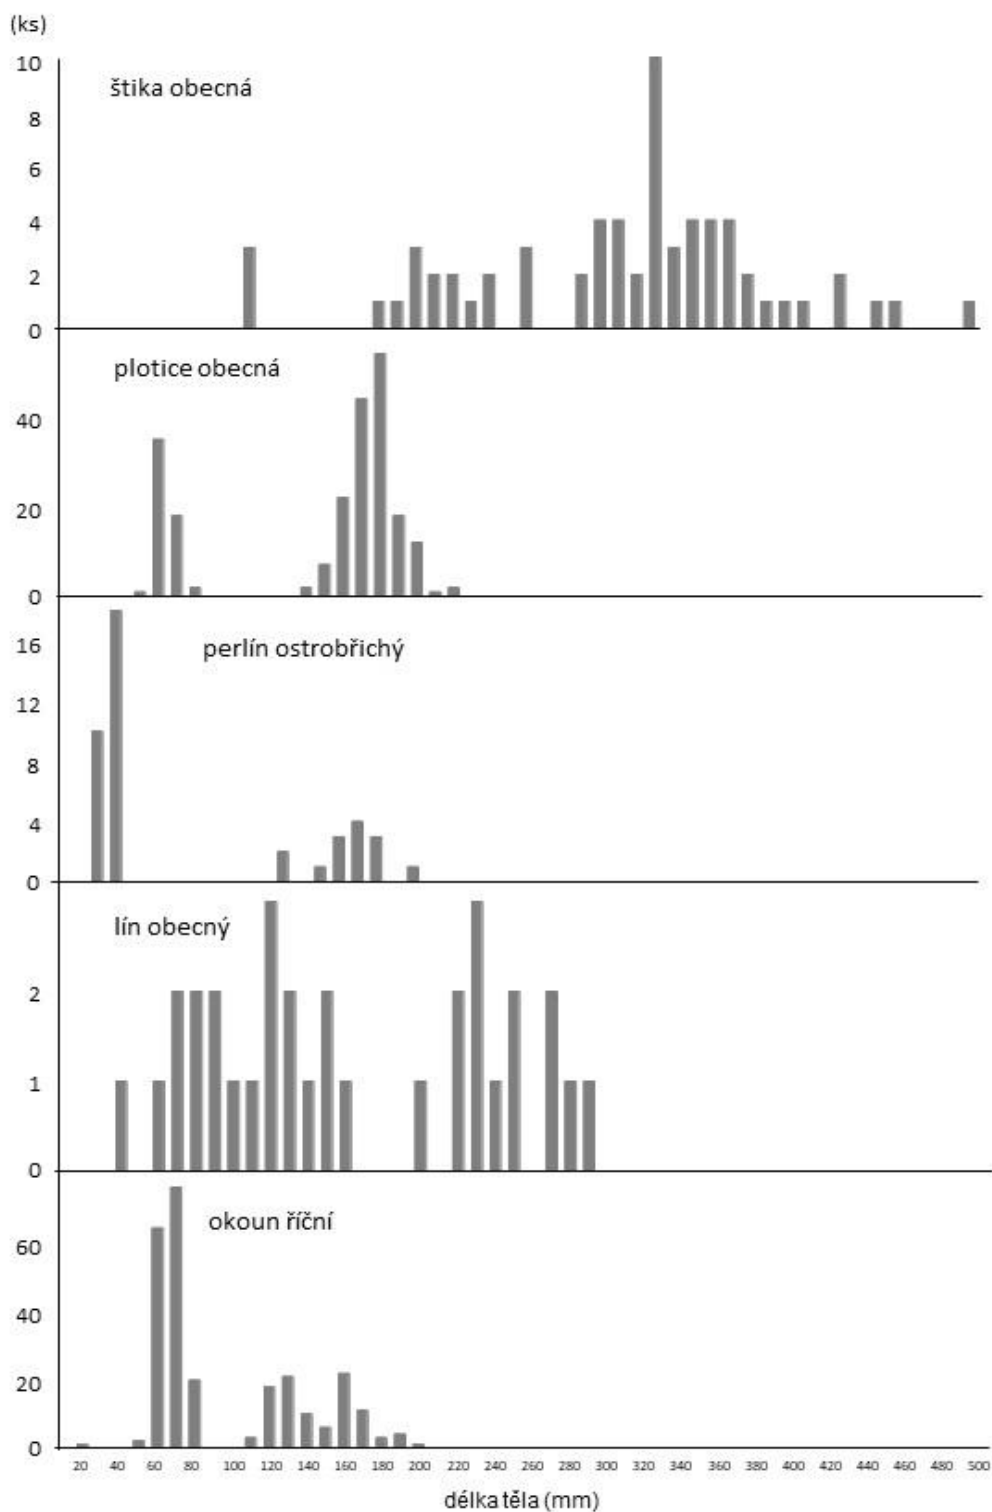 (ks)
10
štika obecná
8
6
4
2
0
plotice obecná
40
20
0
16
perlín ostrobřichý
12
8
4
0
lín obecný
2
1
0
okoun říční
60
40
20
0
20 40 60 80 100 120 140 160 180 200 220 240 260 280 300 320 340 360 380 400 420 440 460 480 500
délka těla (mm)